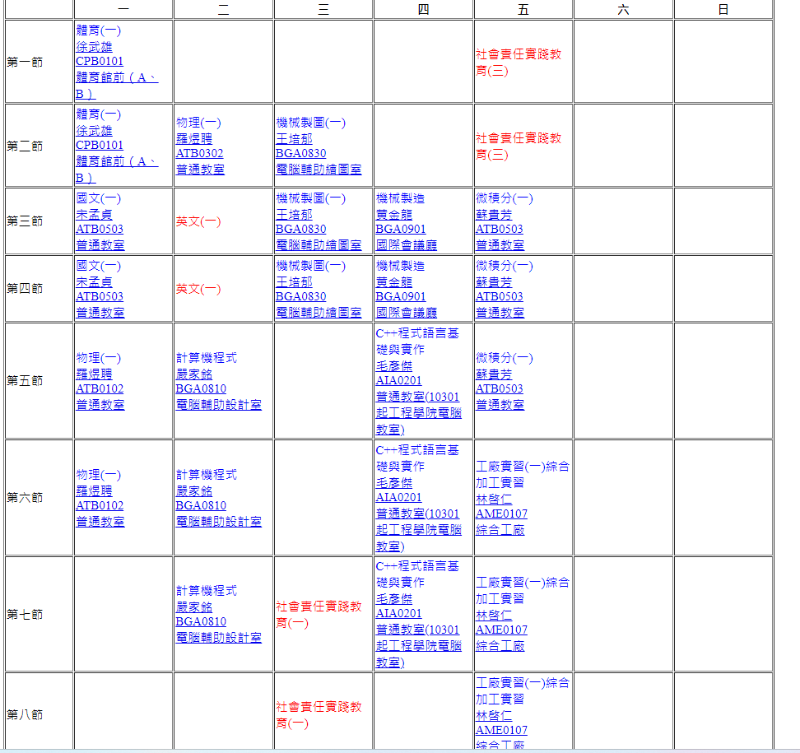 一 二 三 四 五 六 日
第一節
體育(一)
徐武雄
CPB0101
體育館前（A、
B）
社會責任實踐教
育(三)
第二節
體育(一)
徐武雄
CPB0101
體育館前（A、
B）
物理(一)
羅煜聘
ATB0302
普通教室
機械製圖(一)
王培郁
BGA0830
電腦輔助繪圖室
社會責任實踐教
育(三)
第三節
國文(一)
宋孟貞
ATB0503
普通教室
英文(一)
機械製圖(一)
王培郁
BGA0830
電腦輔助繪圖室
機械製造
黃金龍
BGA0901
國際會議廳
微積分(一)
蘇貴芳
ATB0503
普通教室
第四節
國文(一)
宋孟貞
ATB0503
普通教室
英文(一)
機械製圖(一)
王培郁
BGA0830
電腦輔助繪圖室
機械製造
黃金龍
BGA0901
國際會議廳
微積分(一)
蘇貴芳
ATB0503
普通教室
第五節
物理(一)
羅煜聘
ATB0102
普通教室
計算機程式
嚴家銘
BGA0810
電腦輔助設計室
C++程式語言基
礎與實作
毛彥傑
AIA0201
普通教室(10301
起工程學院電腦
教室)
微積分(一)
蘇貴芳
ATB0503
普通教室
第六節
物理(一)
羅煜聘
ATB0102
普通教室
計算機程式
嚴家銘
BGA0810
電腦輔助設計室
C++程式語言基
礎與實作
毛彥傑
AIA0201
普通教室(10301
起工程學院電腦
教室)
工廠實習(一)綜合
加工實習
林啓仁
AME0107
綜合工廠
第七節
計算機程式
嚴家銘
BGA0810
電腦輔助設計室
社會責任實踐教
育(一)
C++程式語言基
礎與實作
毛彥傑
AIA0201
普通教室(10301
起工程學院電腦
教室)
工廠實習(一)綜合
加工實習
林啓仁
AME0107
綜合工廠
第八節
社會責任實踐教
育(一)
工廠實習(一)綜合
加工實習
林啓仁
AME0107
綜合工廠